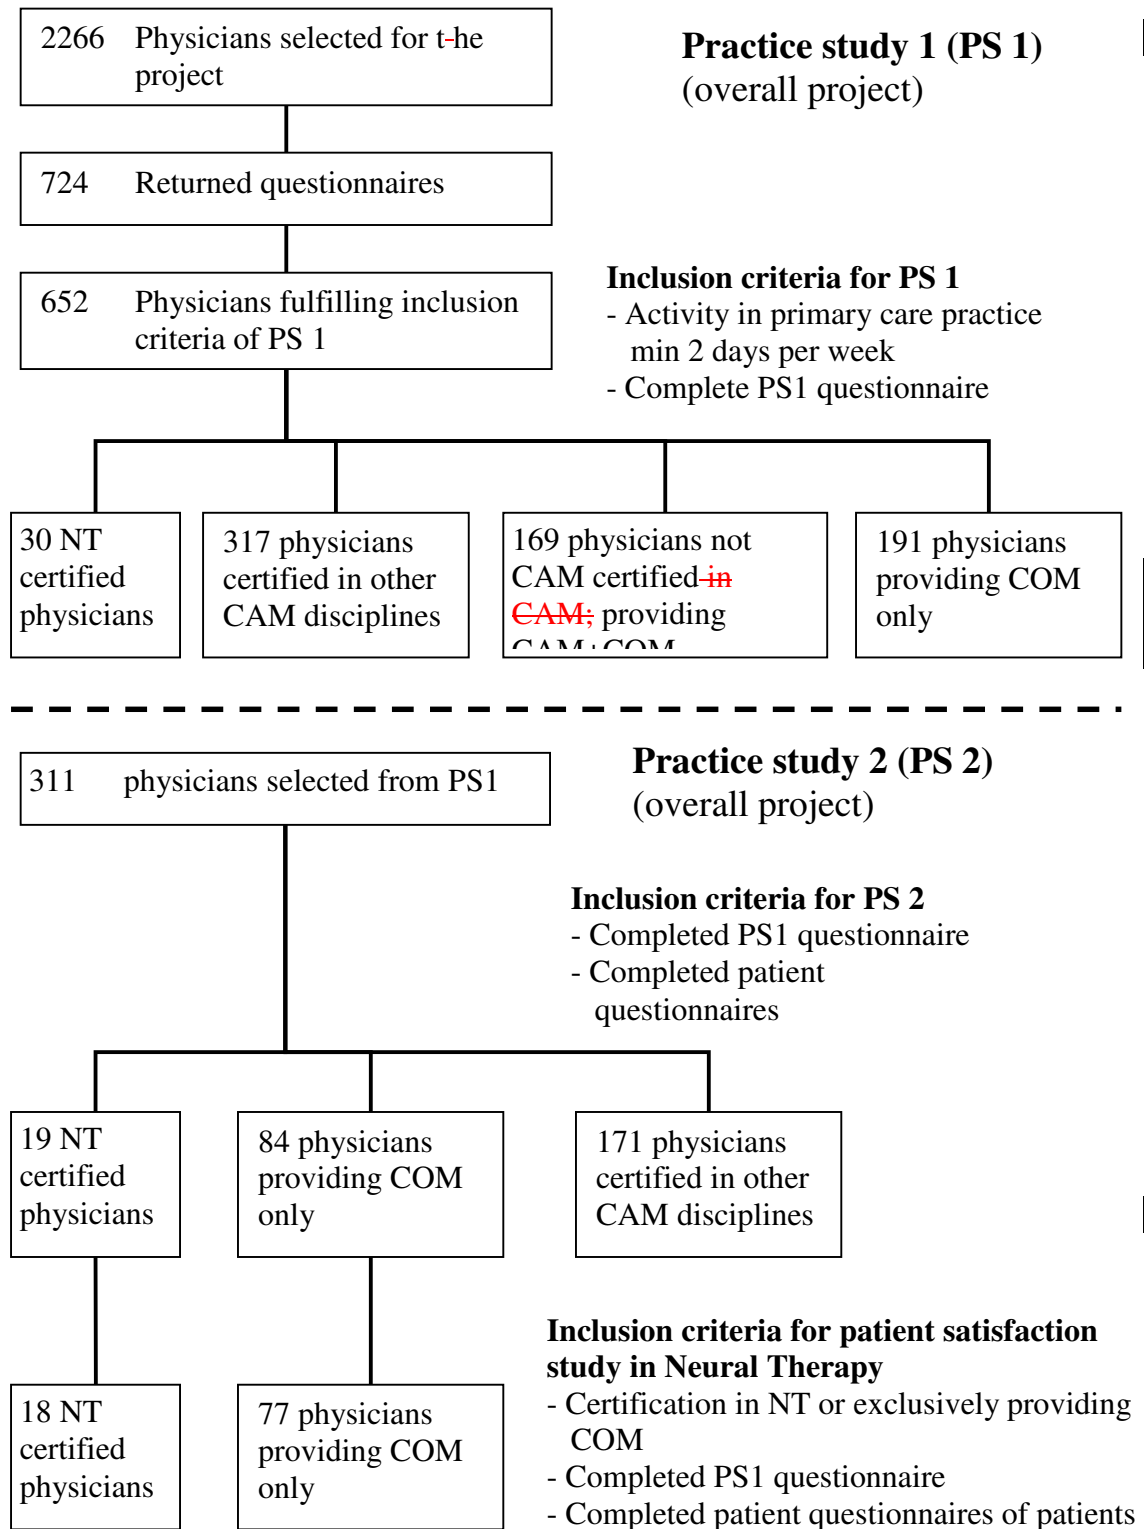 2266 Physicians selected for t-he
project
Practice study 1 (PS 1)
(overall project)
724 Returned questionnaires
652 Physicians fulfilling inclusion
criteria of PS 1
Inclusion criteria for PS 1
- Activity in primary care practice
min 2 days per week
- Complete PS1 questionnaire
30 NT
certified
physicians
317 physicians
certified in other
CAM disciplines
169 physicians not
CAM certified in
CAM; providing
CAM+COM
191 physicians
providing COM
only
311 physicians selected from PS1
Practice study 2 (PS 2)
(overall project)
Inclusion criteria for PS 2
- Completed PS1 questionnaire
- Completed patient
questionnaires
19 NT
certified
physicians
84 physicians
providing COM
only
171 physicians
certified in other
CAM disciplines
18 NT
certified
physicians
77 physicians
providing COM
only
Inclusion criteria for patient satisfaction
study in Neural Therapy
- Certification in NT or exclusively providing
COM
- Completed PS1 questionnaire
- Completed patient questionnaires of patients